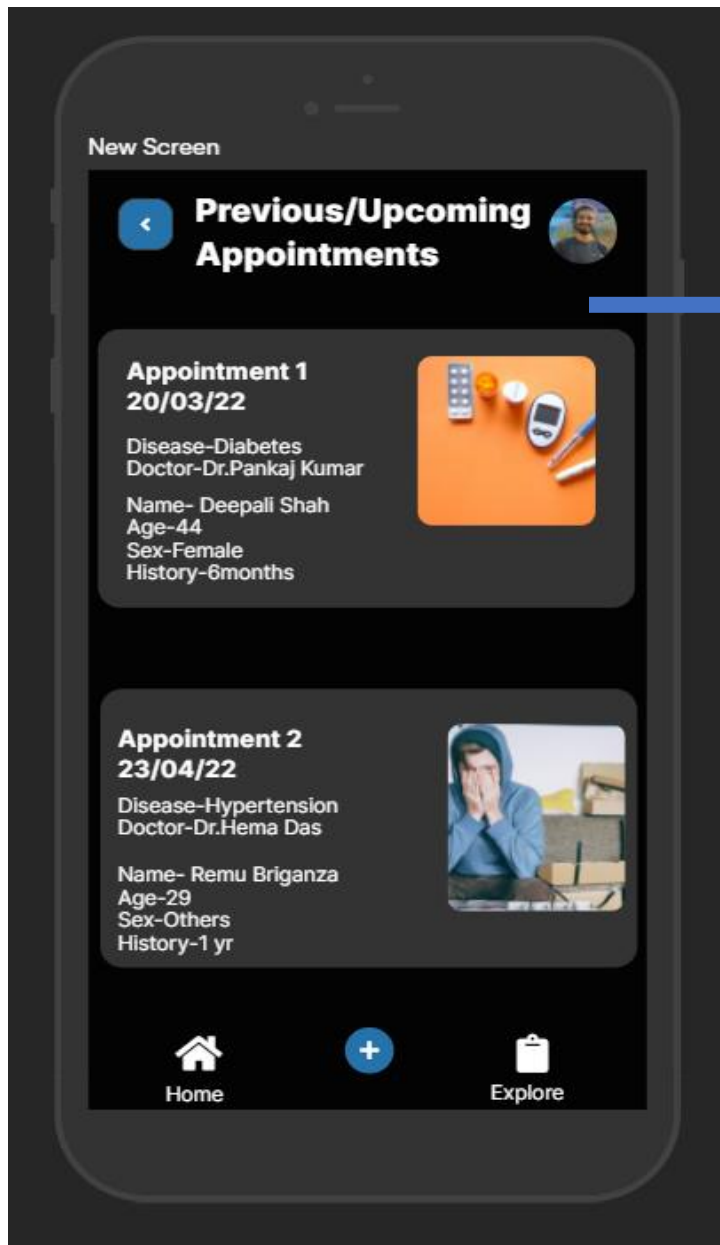 New Screen
Previous/Upcoming
Appointments
Appointment 1
20/03/22
Disease-Diabetes
Doctor-Dr.Pankaj Kumar
Name- Deepali Shah
Age-44
Sex-Female
History-6months
Appointment 2
23/04/22
Disease-Hypertension
Doctor-Dr.Hema Das
Name- Remu Briganza
Age-29
Sex-Others
History-1 yr
Home
Explore